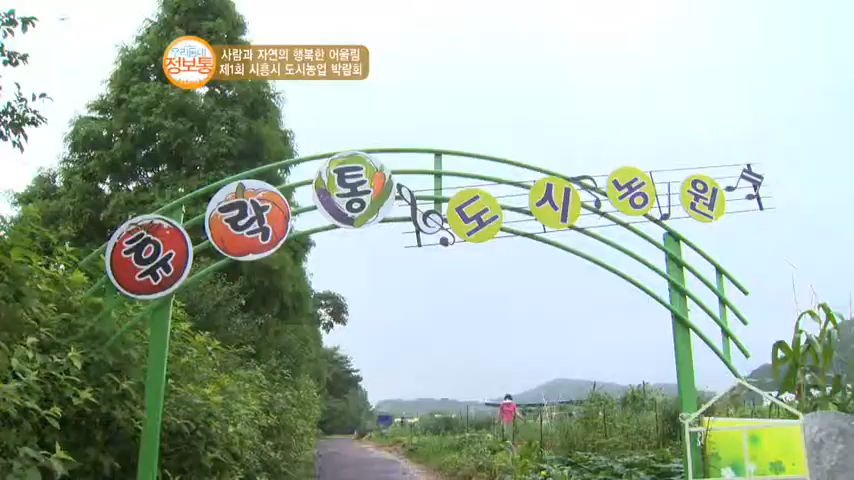 우리동네
정보통
사람과 자연의 행복한 어울림
제1회 시흥시 도시농업 박람회
향락통 도시농원